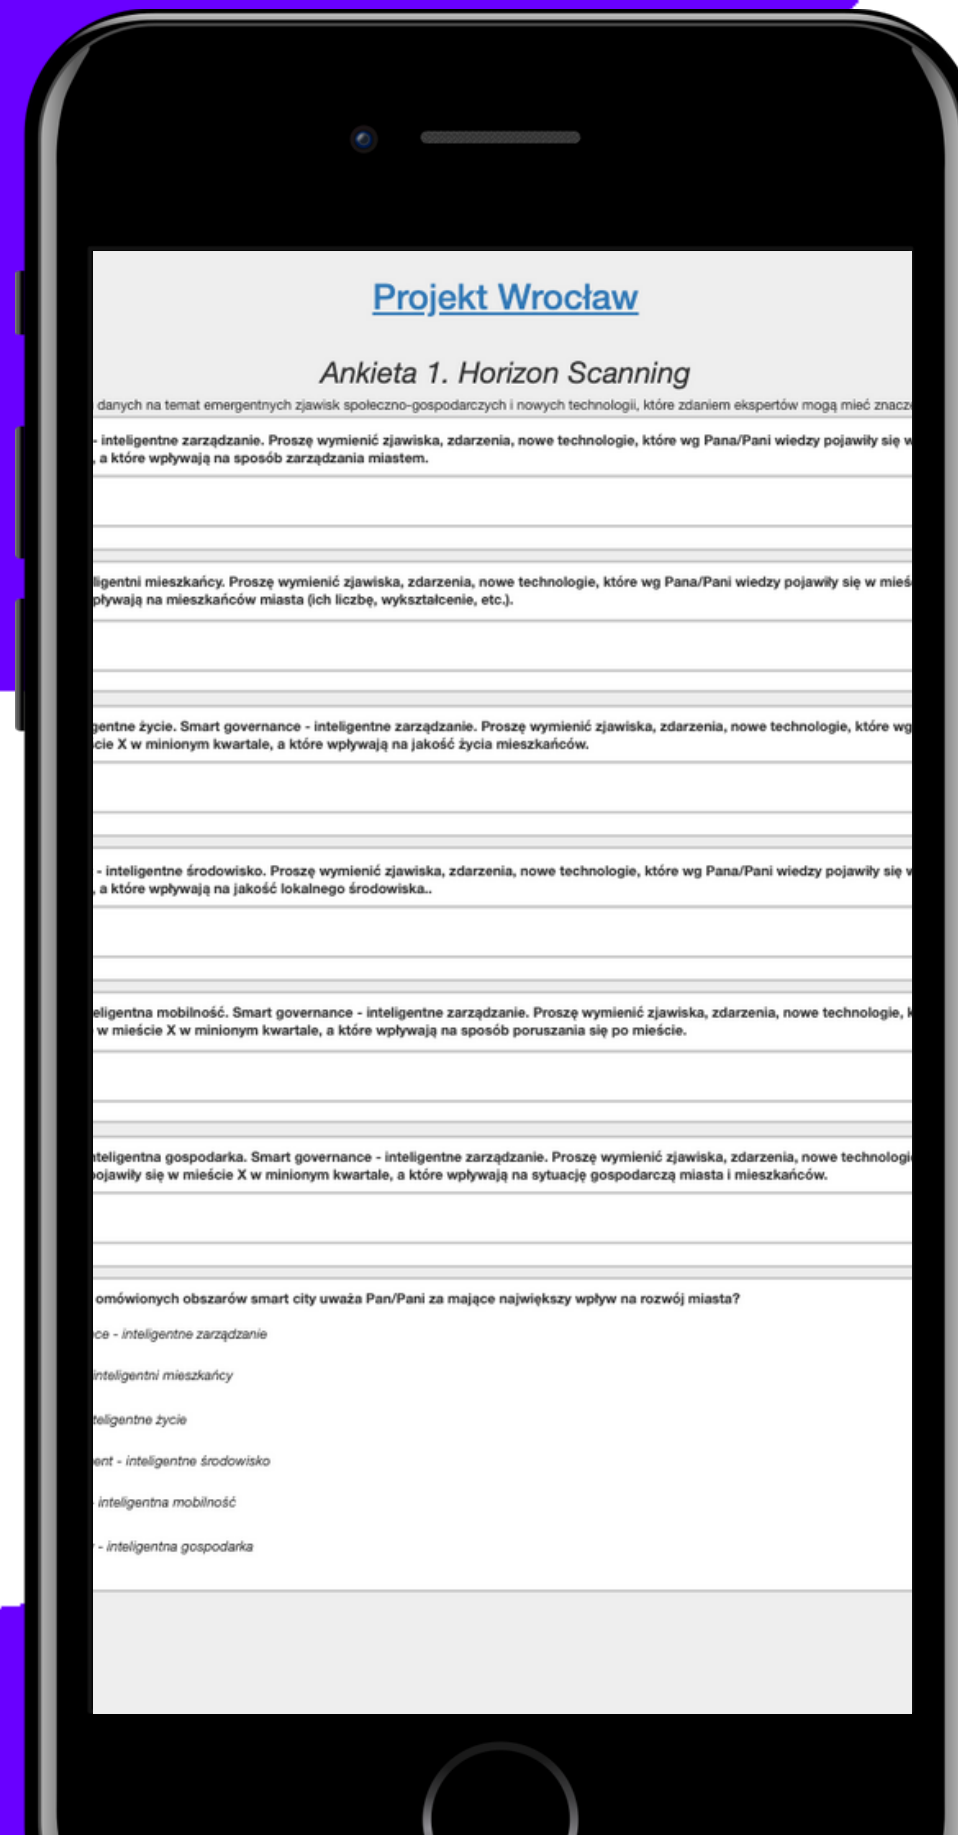 Projekt Wrocław
Ankieta 1. Horizon Scanning
danych na temat emergentnych zjawisk społeczno-gospodarczych i nowych technologii, które zdaniem ekspertów mogą mieć znacze
- inteligentne zarządzanie. Proszę wymienić zjawiska, zdarzenia, nowe technologie, które wg Pana/Pani wiedzy pojawiły się w
, a które wpływają na sposób zarządzania miastem.
ligentni mieszkańcy. Proszę wymienić zjawiska, zdarzenia, nowe technologie, które wg Pana/Pani wiedzy pojawiły się w mieś
pływają na mieszkańców miasta (ich liczbę, wykształcenie, etc.).
gentne życie. Smart governance - inteligentne zarządzanie. Proszę wymienić zjawiska, zdarzenia, nowe technologie, które wg
cie X w minionym kwartale, a które wpływają na jakość życia mieszkańców.
- inteligentne środowisko. Proszę wymienić zjawiska, zdarzenia, nowe technologie, które wg Pana/Pani wiedzy pojawiły się w
, a które wpływają na jakość lokalnego środowiska..
eligentna mobilność. Smart governance - inteligentne zarządzanie. Proszę wymienić zjawiska, zdarzenia, nowe technologie, k
w mieście X w minionym kwartale, a które wpływają na sposób poruszania się po mieście.
nteligentna gospodarka. Smart governance - inteligentne zarządzanie. Proszę wymienić zjawiska, zdarzenia, nowe technologi
pojawiły się w mieście X w minionym kwartale, a które wpływają na sytuację gospodarczą miasta i mieszkańców.
omówionych obszarów smart city uważa Pan/Pani za mające największy wpływ na rozwój miasta?
ce - inteligentne zarządzanie
inteligentni mieszkańcy
teligentne życie
ent - inteligentne środowisko
- inteligentna mobilność
- inteligentna gospodarka